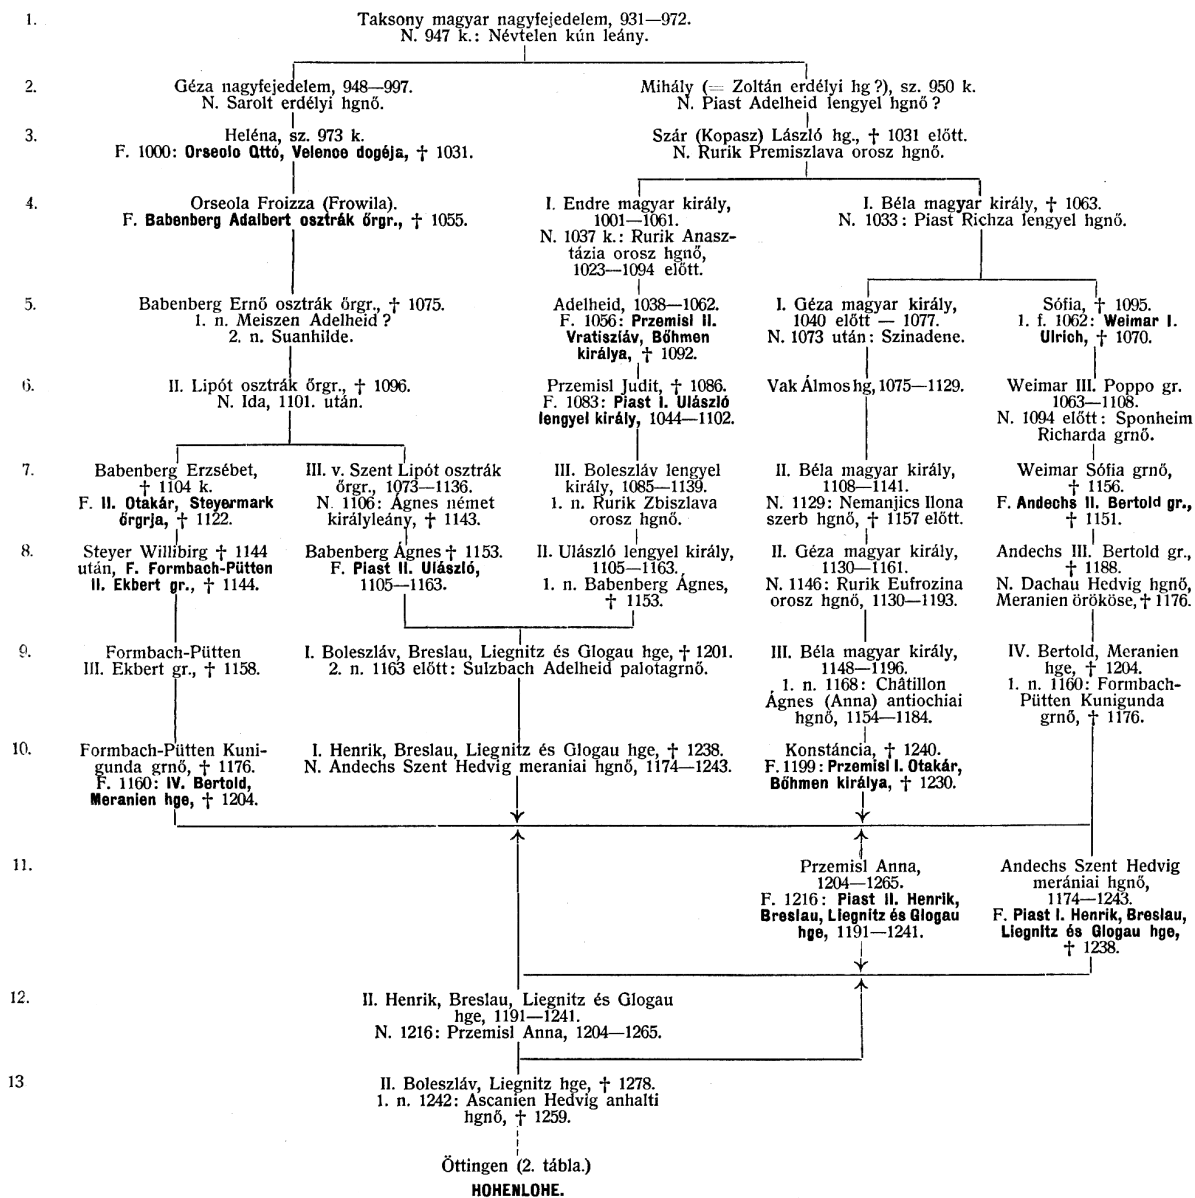 1.
Taksony magyar nagyfejedelem, 931—972.
N. 947 k.: Névtelen kún leány.
2.
Géza nagyfejedelem, 948—997.
N. Sarolt erdélyi hgnő.
Mihály (= Zoltán erdélyi hg?), sz. 950 k.
N. Piast Adelheid lengyel hgnő?
3.
Heléna, sz. 973 k.
F. 1000: Orseolo Ottó, Velence dogéja, † 1031.
Szár (Kopasz) László hg., † 1031 előtt.
N. Rurik Premiszlava orosz hgnő.
4.
Orseola Froizza (Frowila).
F. Babenberg Adalbert osztrák őrgr., † 1055.
I. Endre magyar király,
1001—1061.
N. 1037 k.: Rurik Anasz-
tázia orosz hgnő,
1023—1094 előtt.
I. Béla magyar király, † 1063.
N. 1033: Piast Richza lengyel hgnő.
5.
Babenberg Ernő osztrák őrgr., † 1075.
1. n. Meiszen Adelheid?
2. n. Suanhilde.
Adelheid, 1038—1062.
F. 1056: Przemisl II.
Vratiszláv, Bőhmen
királya, † 1092.
I. Géza magyar király,
1040 előtt — 1077.
N. 1073 után: Szinadene.
Sófia, † 1095.
1. f. 1062: Weimar I.
Ulrich, † 1070.
6.
II. Lipót osztrák őrgr., † 1096.
N. Ida, 1101. után.
Przemisl Judit, † 1086.
F. 1083: Piast I. Ulászló
lengyel király, 1044—1102.
Vak Álmos hg, 1075—1129.
Weimar III. Poppo gr.
1063—1108.
N. 1094 előtt: Sponheim
Richarda grnő.
7.
Babenberg Erzsébet,
† 1104 k.
F. II. Otakár, Steyermark
őrgrja, † 1122.
III. v. Szent Lipót osztrák
őrgr., 1073—1136.
N. 1106: Ágnes német
királyleány, † 1143.
III. Boleszláv lengyel
király, 1085—1139.
1. n. Rurik Zbiszlava
orosz hgnő.
II. Béla magyar király,
1108—1141.
N. 1129: Nemanjics Ilona
szerb hgnő, † 1157 előtt.
Weimar Sófia grnő,
† 1156.
F. Andechs II. Bertold gr.,
† 1151.
8.
Steyer Willibirg † 1144
után, F. Formbach-Pütten
II. Ekbert gr., † 1144.
Babenberg Ágnes † 1153.
F. Piast II. Ulászló,
1105—1163.
II. Ulászló lengyel király,
1105—1163.
1. n. Babenberg Ágnes,
† 1153.
II. Géza magyar király,
1130—1161.
N. 1146: Rurik Eufrozina
orosz hgnő, 1130—1193.
Andechs III. Bertold gr.,
† 1188.
N. Dachau Hedvig hgnő,
Meranien örököse, † 1176.
9.
Formbach-Pütten
III. Ekbert gr., † 1158.
I. Boleszláv, Breslau, Liegnitz és Glogau hge, † 1201.
2. n. 1163 előtt: Sulzbach Adelheid palotagrnő.
III. Béla magyar király,
1148—1196.
1. n. 1168: Châtillon
Ágnes (Anna) antiochiai
hgnő, 1154—1184.
IV. Bertold, Meranien
hge, † 1204.
1. n. 1160: Formbach-
Pütten Kunigunda
grnő, † 1176.
10.
Formbach-Pütten Kuni-
gunda grnő, † 1176.
F. 1160: IV. Bertold,
Meranien hge, † 1204.
I. Henrik, Breslau, Liegnitz és Glogau hge, † 1238.
N. Andechs Szent Hedvig meraniai hgnő, 1174—1243.
Konstáncia, † 1240.
F. 1199: Przemisl I. Otakár,
Bőhmen királya, † 1230.
11.
Przemisl Anna,
1204—1265.
F. 1216: Piast II. Henrik,
Breslau, Liegnitz és Glogau
hge, 1191—1241.
Andechs Szent Hedvig
merániai hgnő,
1174—1243.
F. Piast I. Henrik, Breslau,
Liegnitz és Glogau hge,
† 1238.
12.
II. Henrik, Breslau, Liegnitz és Glogau
hge, 1191—1241.
N. 1216: Przemisl Anna, 1204—1265.
13
II. Boleszláv, Liegnitz hge, † 1278.
1. n. 1242: Ascanien Hedvig anhalti
hgnő, † 1259.
Öttingen (2. tábla.)
HOHENLOHE.